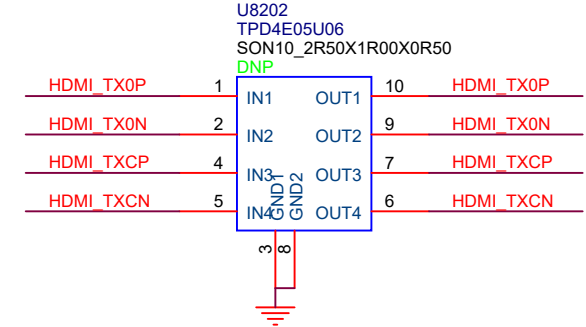 U8202
TPD4E05U06
SON10_2R50X1R00X0R50
DNP
HDMI_TX0P 1 IN1 OUT1 10 HDMI_TX0P
HDMI_TX0N 2 IN2 OUT2 9 HDMI_TX0N
HDMI_TXCP 4 IN3 OUT3 7 HDMI_TXCP
HDMI_TXCN 5 IN4 OUT4 6 HDMI_TXCN
GND1
GND2
3
8